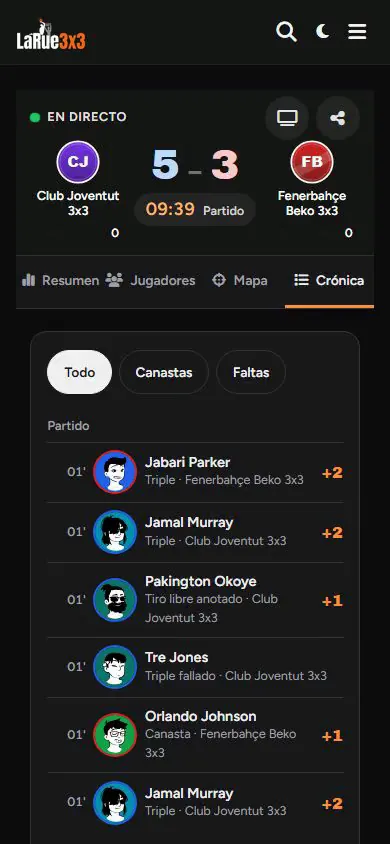 LaRue3x3
EN DIRECTO
CJ
5 - 3
FB
Club Joventut
3x3
09:39 Partido
Fenerbahçe
Beko 3x3
0
0
Resumen
Jugadores
Mapa
Crónica
Todo
Canastas
Faltas
Partido
01'
Jabari Parker
Triple · Fenerbahçe Beko 3x3
+2
01'
Jamal Murray
Triple · Club Joventut 3x3
+2
01'
Pakington Okoye
Tiro libre anotado · Club
Joventut 3x3
+1
01'
Tre Jones
Triple fallado · Club Joventut 3x3
01'
Orlando Johnson
Canasta · Fenerbahçe Beko
3x3
+1
01'
Jamal Murray
Triple · Club Joventut 3x3
+2